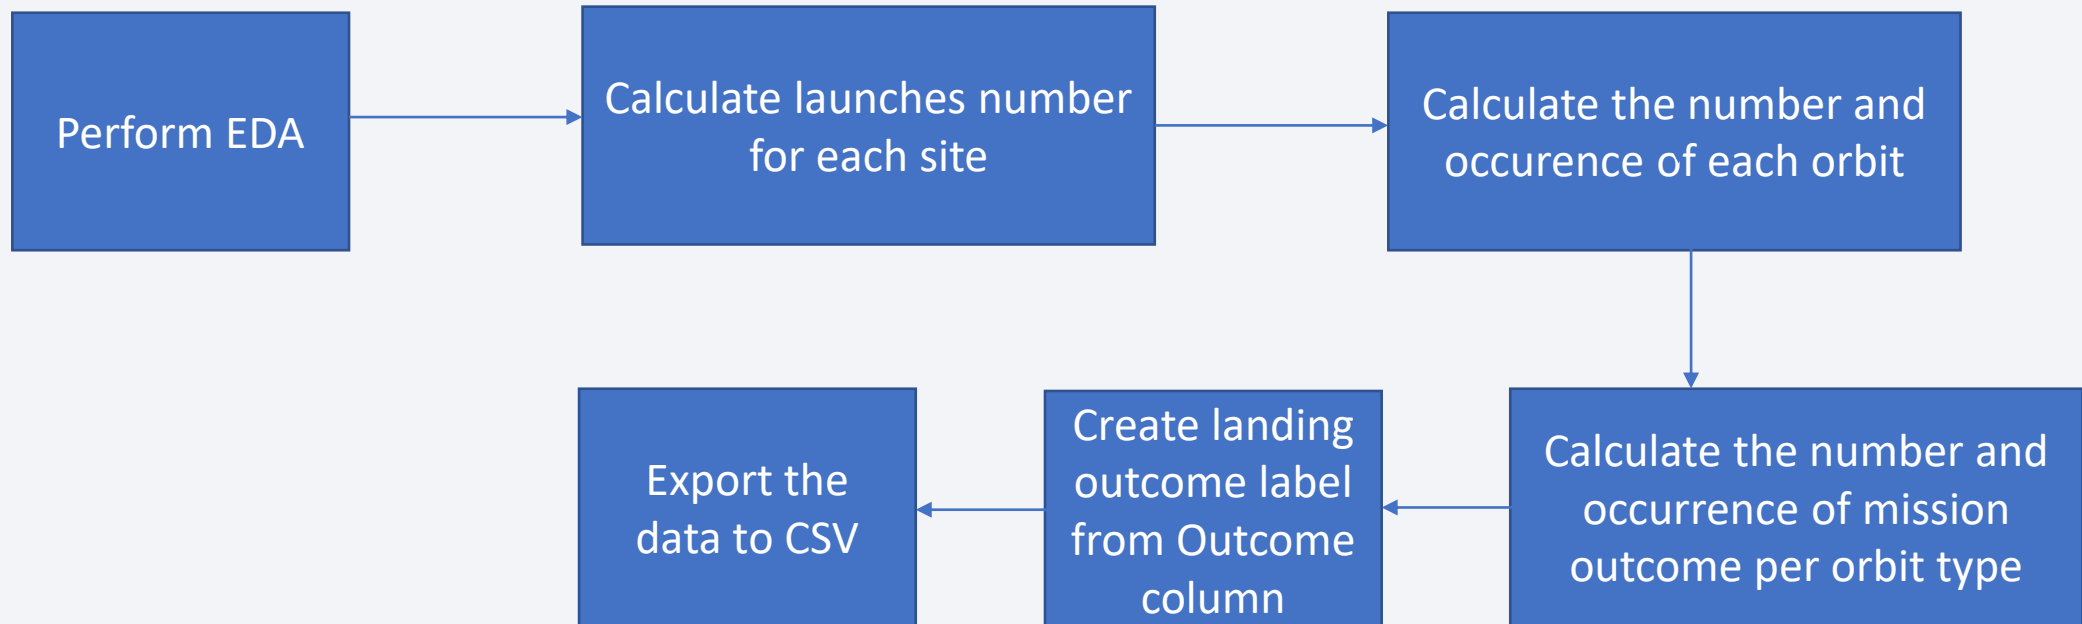 Perform EDA
Calculate launches number
for each site
Calculate the number and
occurence of each orbit
Calculate the number and
occurrence of mission
outcome per orbit type
Create landing
outcome label
from Outcome
column
Export the
data to CSV